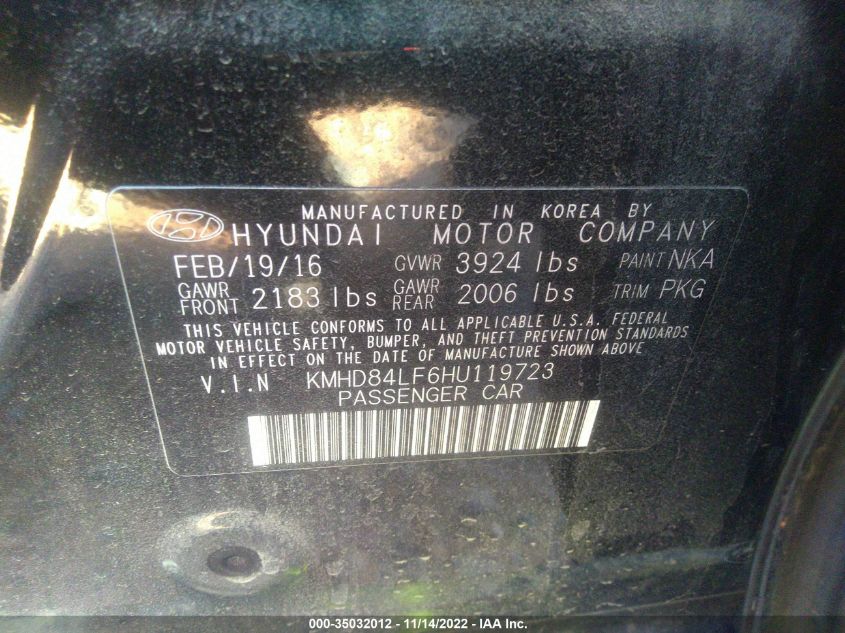 MANUFACTURED IN KOREA BY
HYUNDAI MOTOR COMPANY
FEB/19/16 GVWR 3924 lbs PAINT NKA
GAWR FRONT 2183 lbs GAWR REAR 2006 lbs TRIM PKG
THIS VEHICLE CONFORMS TO ALL APPLICABLE U.S.A. FEDERAL
MOTOR VEHICLE SAFETY, BUMPER, AND THEFT PREVENTION STANDARDS
IN EFFECT ON THE DATE OF MANUFACTURE SHOWN ABOVE
V.I.N KMHD84LF6HU119723
PASSENGER CAR
000-35032012 - 11/14/2022 - IAA Inc.